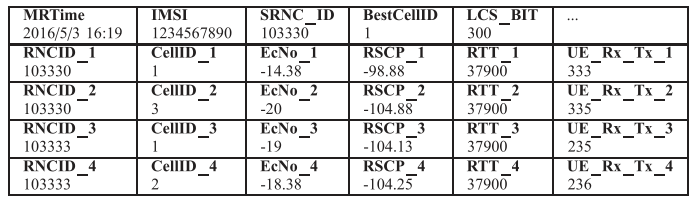 MRTime IMSI SRNC_ID BestCellID LCS_BIT ...
2016/5/3 16:19 1234567890 103330 1 300
RNCID_1 CellID_1 EcNo_1 RSCP_1 RTT_1 UE_Rx_Tx_1
103330 1 -14.38 -98.88 37900 333
RNCID_2 CellID_2 EcNo_2 RSCP_2 RTT_2 UE_Rx_Tx_2
103330 3 -20 -104.88 37900 335
RNCID_3 CellID_3 EcNo_3 RSCP_3 RTT_3 UE_Rx_Tx_3
103333 1 -19 -104.13 37900 235
RNCID_4 CellID_4 EcNo_4 RSCP_4 RTT_4 UE_Rx_Tx_4
103333 2 -18.38 -104.25 37900 236